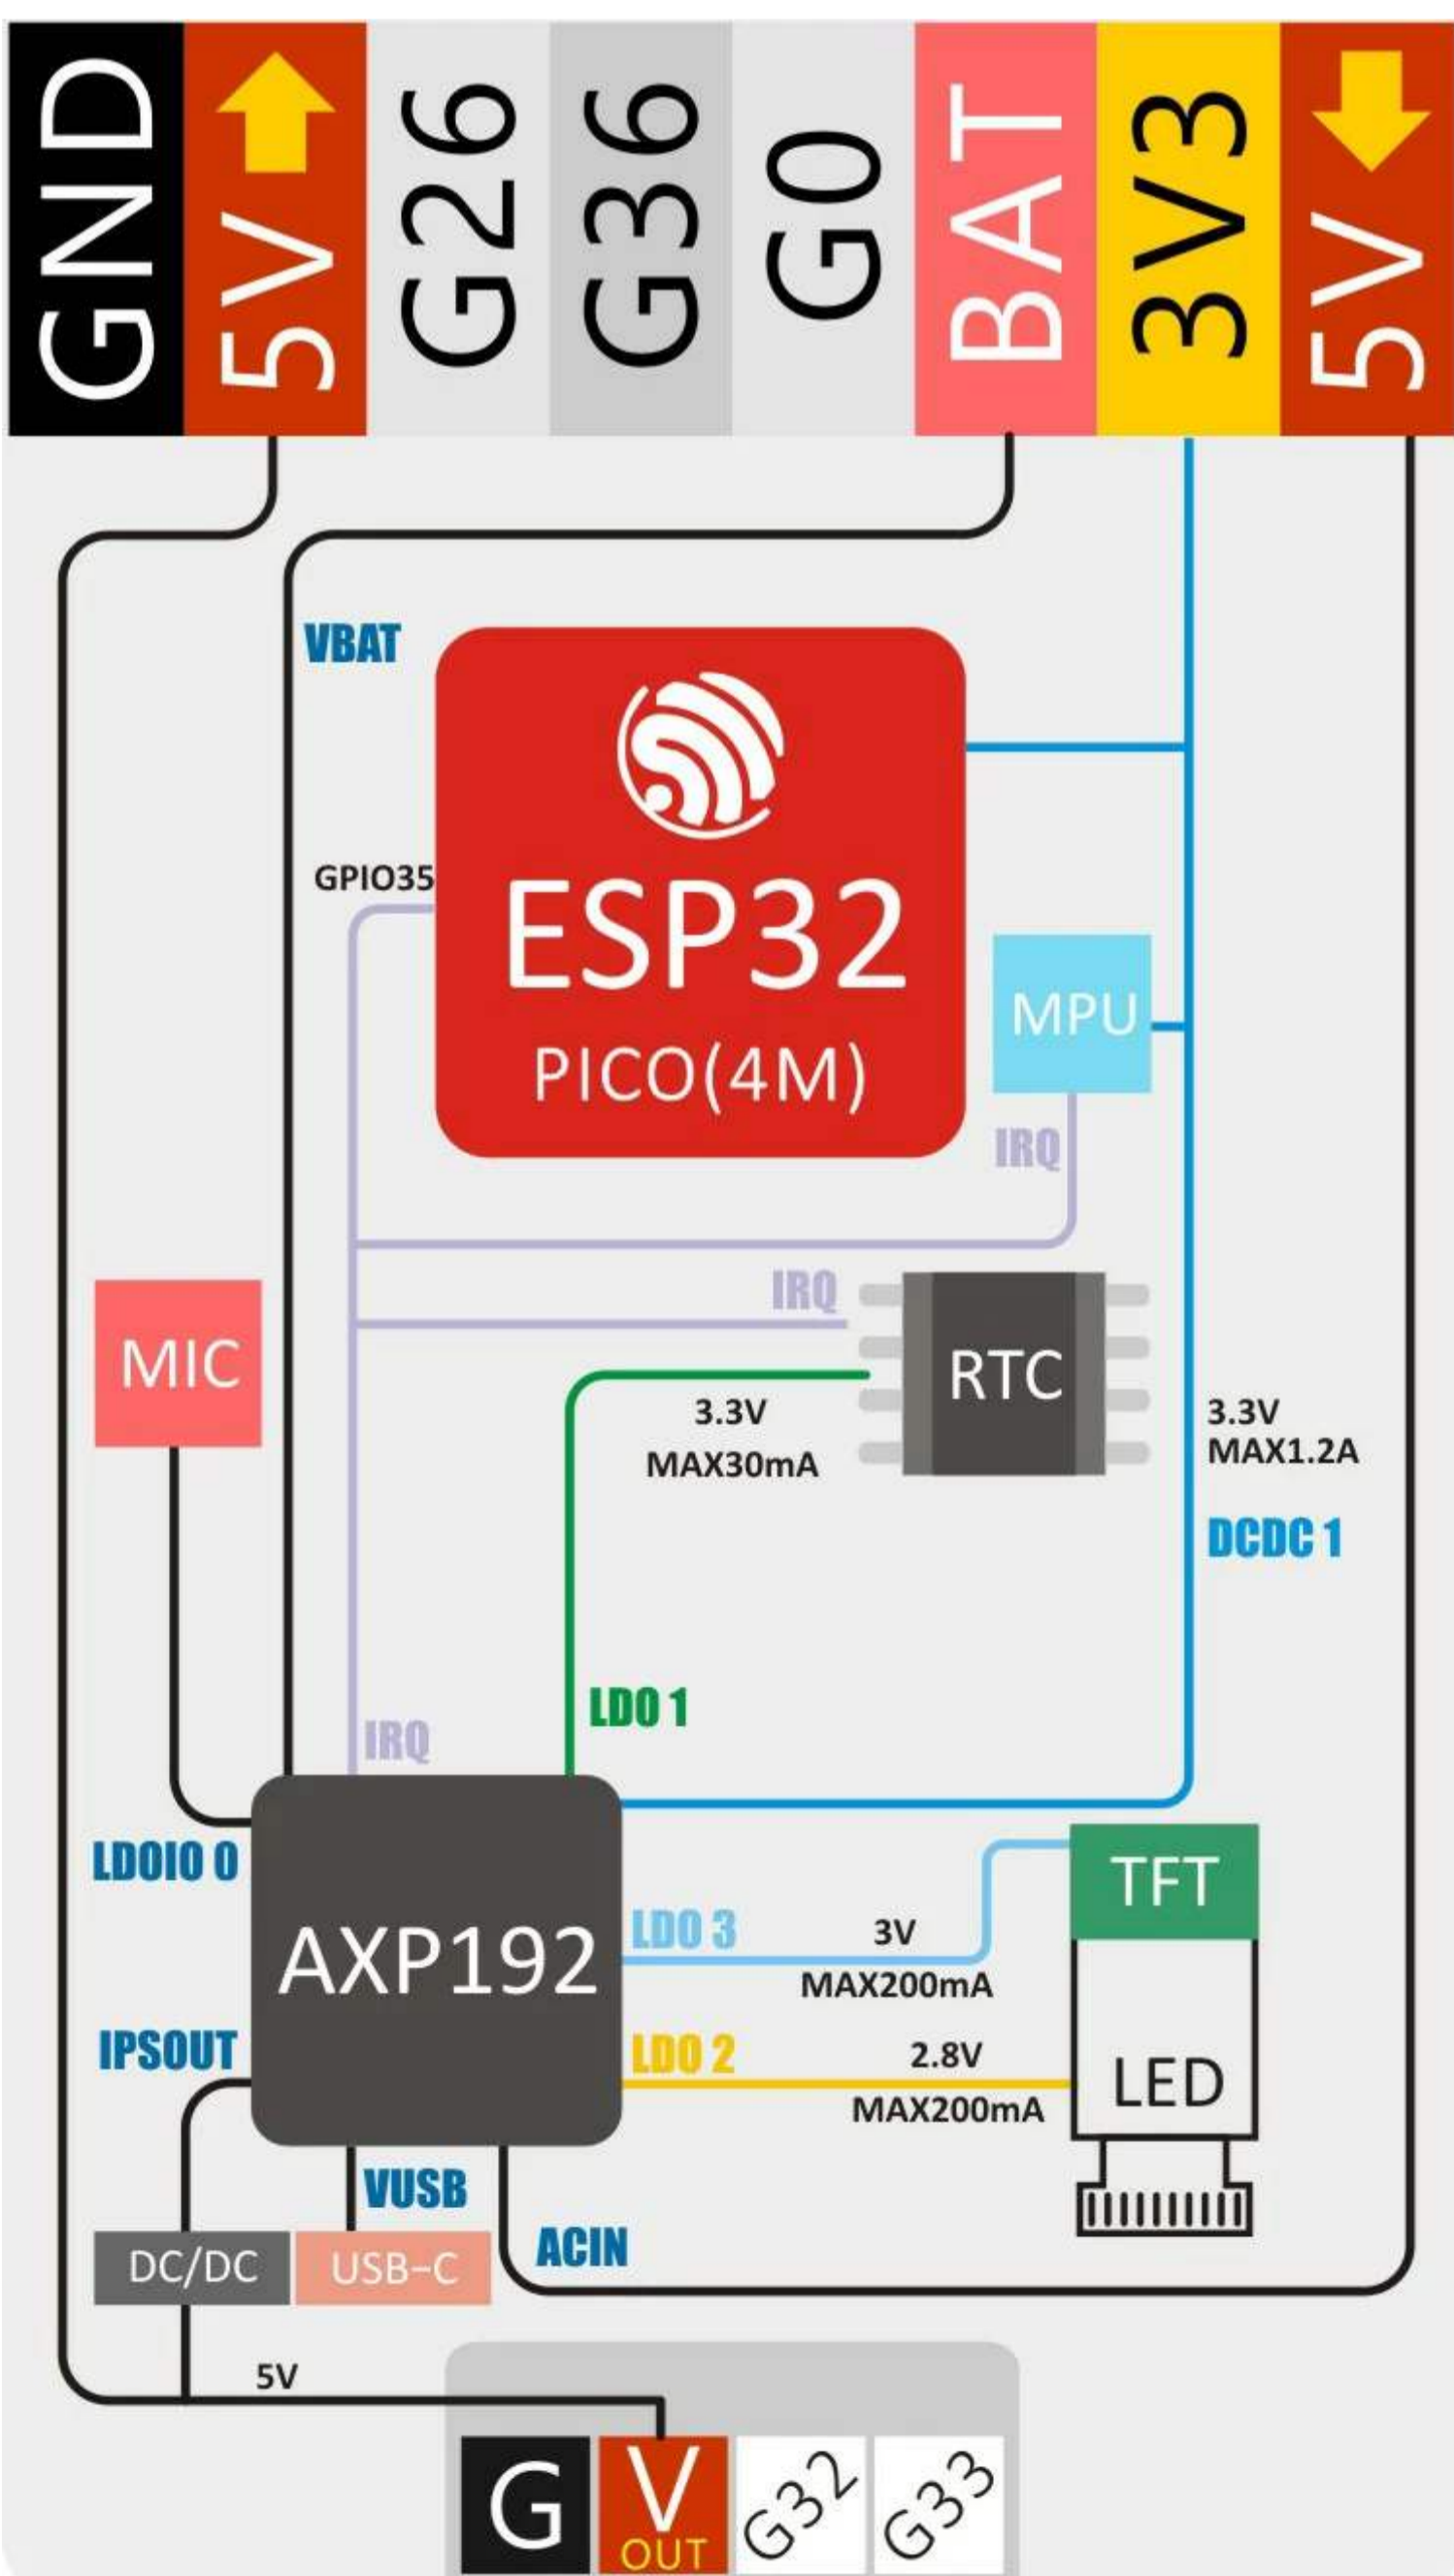 GND
5V
G26
G36
G0
BAT
3V3
5V
VBAT
GPIO35
ESP32
PICO(4M)
MPU
IRQ
IRQ
MIC
RTC
3.3V
MAX30mA
3.3V
MAX1.2A
DCDC 1
LDO 1
IRQ
LDOIO 0
AXP192
TFT
LDO 3
3V
MAX200mA
IPSOUT
LDO 2
2.8V
MAX200mA
LED
VUSB
ACIN
DC/DC
USB-C
5V
G
V
OUT
G32
G33